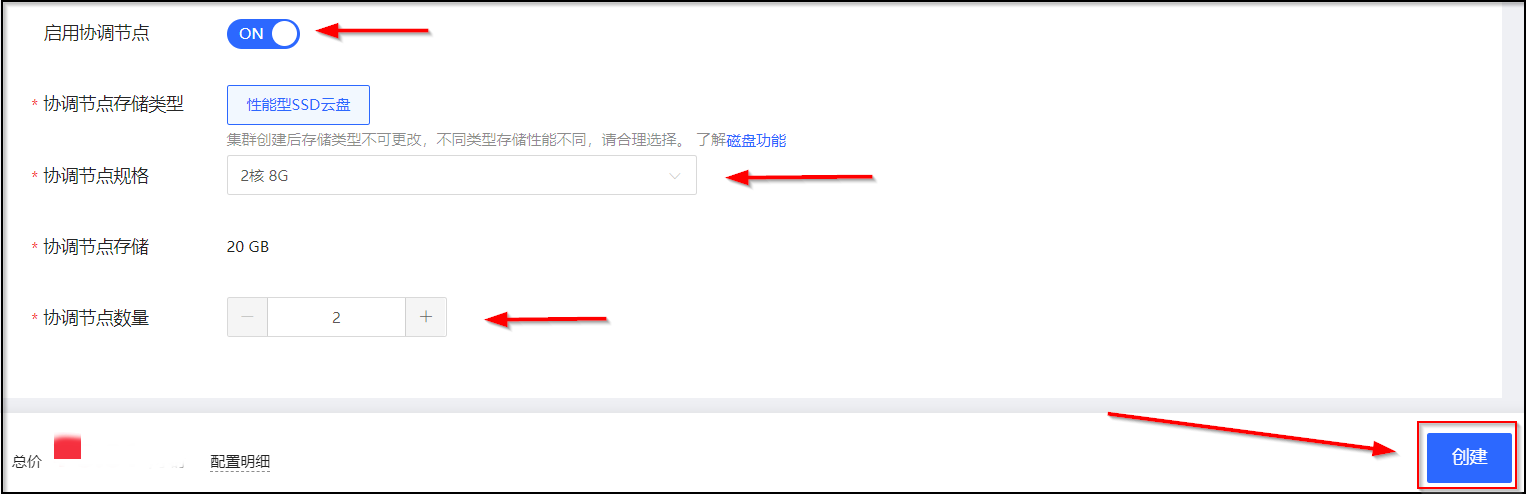 启用协调节点 ON
* 协调节点存储类型 性能型SSD云盘
集群创建后存储类型不可更改，不同类型存储性能不同，请合理选择。 了解磁盘功能
* 协调节点规格 2核 8G
* 协调节点存储 20 GB
* 协调节点数量 － 2 ＋
总价 配置明细 创建